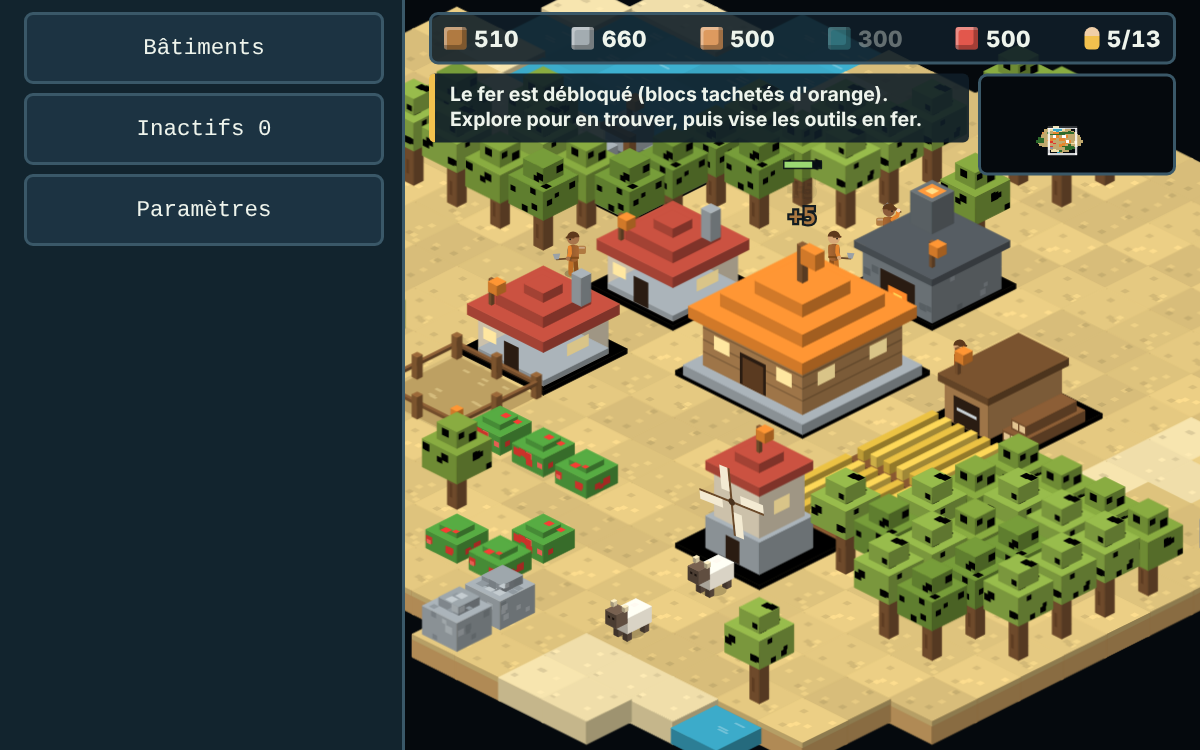 Bâtiments
Inactifs 0
Paramètres
510 660 500 300 500 5/13
Le fer est débloqué (blocs tachetés d'orange).
Explore pour en trouver, puis vise les outils en fer.
+5